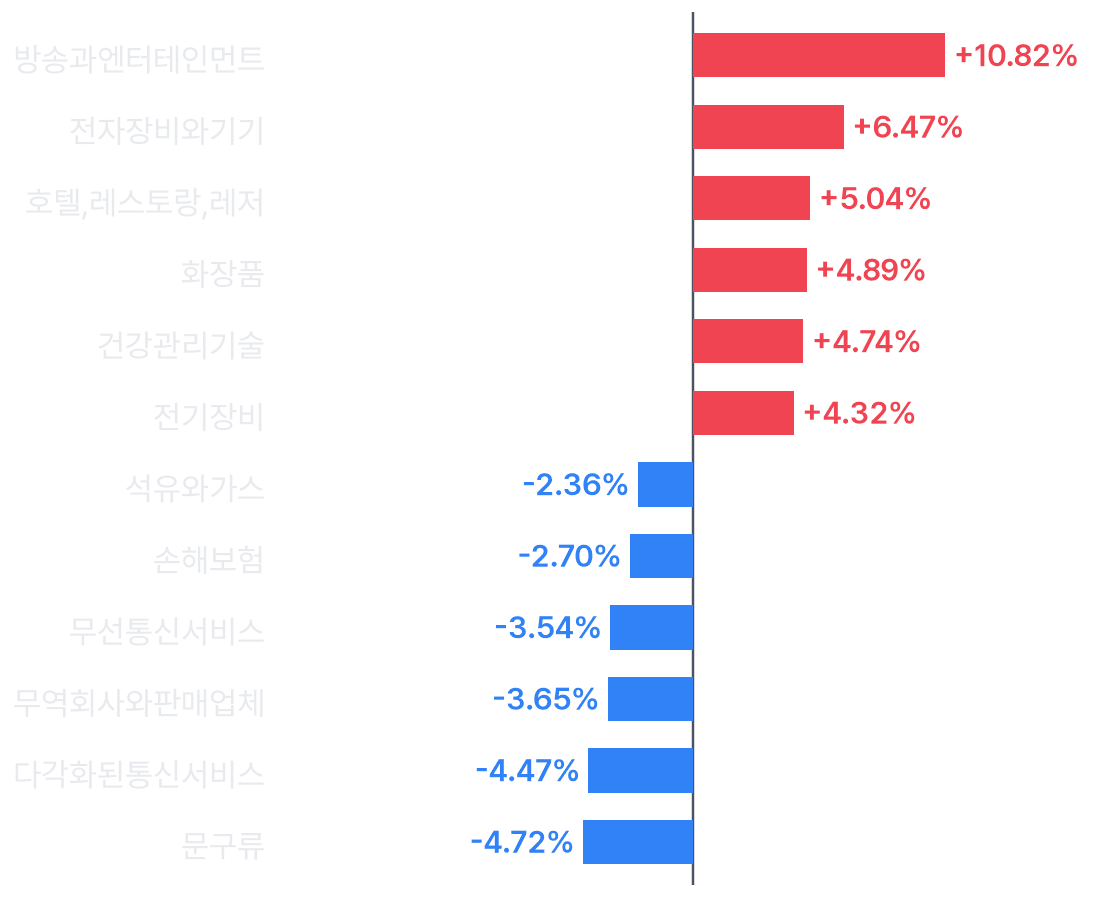 방송과엔터테인먼트 +10.82%
전자장비와기기 +6.47%
호텔,레스토랑,레저 +5.04%
화장품 +4.89%
건강관리기술 +4.74%
전기장비 +4.32%
석유와가스 -2.36%
손해보험 -2.70%
무선통신서비스 -3.54%
무역회사와판매업체 -3.65%
다각화된통신서비스 -4.47%
문구류 -4.72%